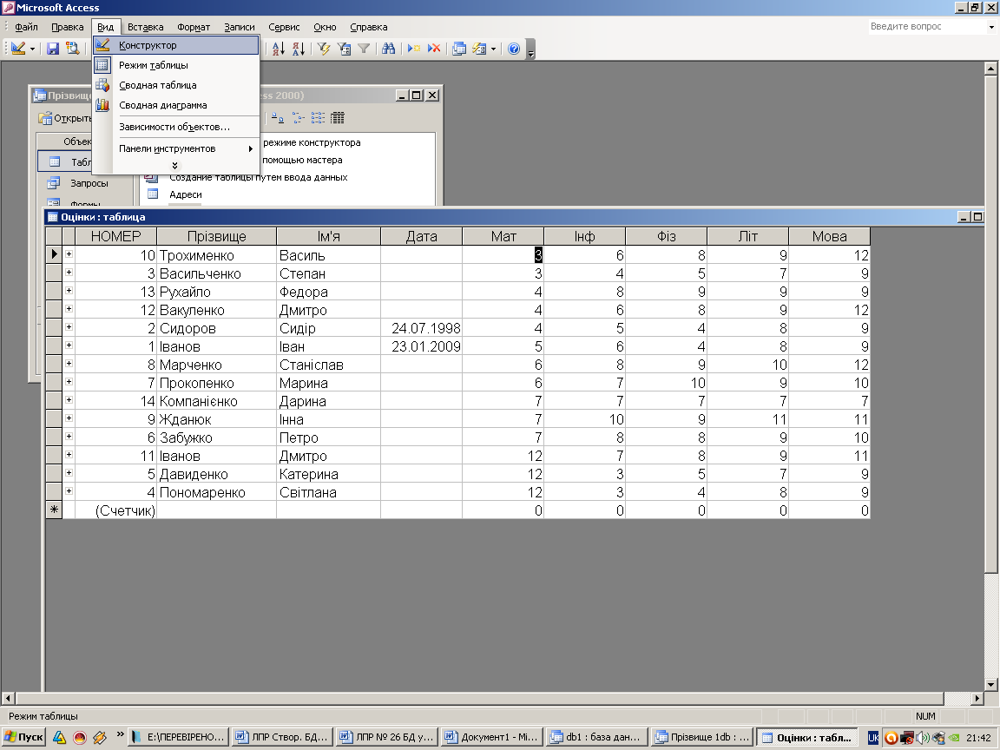 Microsoft Access
Файл Правка Вид Вставка Формат Записи Сервис Окно Справка Введите вопрос
Конструктор
Режим таблицы
Сводная таблица
Сводная диаграмма
Зависимости объектов...
Панели инструментов
Прізвище ess 2000)
Открыть
Объек режиме конструктора
Табл помощью мастера
Создание таблицы путем ввода данных
Запросы
Адреси
Формы
Оцінки : таблица
НОМЕР Прізвище Ім'я Дата Мат Інф Фіз Літ Мова
10 Трохименко Василь 3 6 8 9 12
3 Васильченко Степан 3 4 5 7 9
13 Рухайло Федора 4 8 9 9 9
12 Вакуленко Дмитро 4 6 8 9 12
2 Сидоров Сидір 24.07.1998 4 5 4 8 9
1 Іванов Іван 23.01.2009 5 6 4 8 9
8 Марченко Станіслав 6 8 9 10 12
7 Прокопенко Марина 6 7 10 9 10
14 Компанієнко Дарина 7 7 7 7 7
9 Жданюк Інна 7 10 9 11 11
6 Забужко Петро 7 8 8 9 10
11 Іванов Дмитро 12 7 8 9 11
5 Давиденко Катерина 12 3 5 7 9
4 Пономаренко Світлана 12 3 4 8 9
(Счетчик) 0 0 0 0 0
Режим таблицы NUM
Пуск E:\ПЕРЕВІРЕНО... ЛПР Створ. БД... ЛПР № 26 БД у... Документ1 - Mi... db1 : база дан... Прізвище 1db : ... Оцінки : табл... UK 21:42